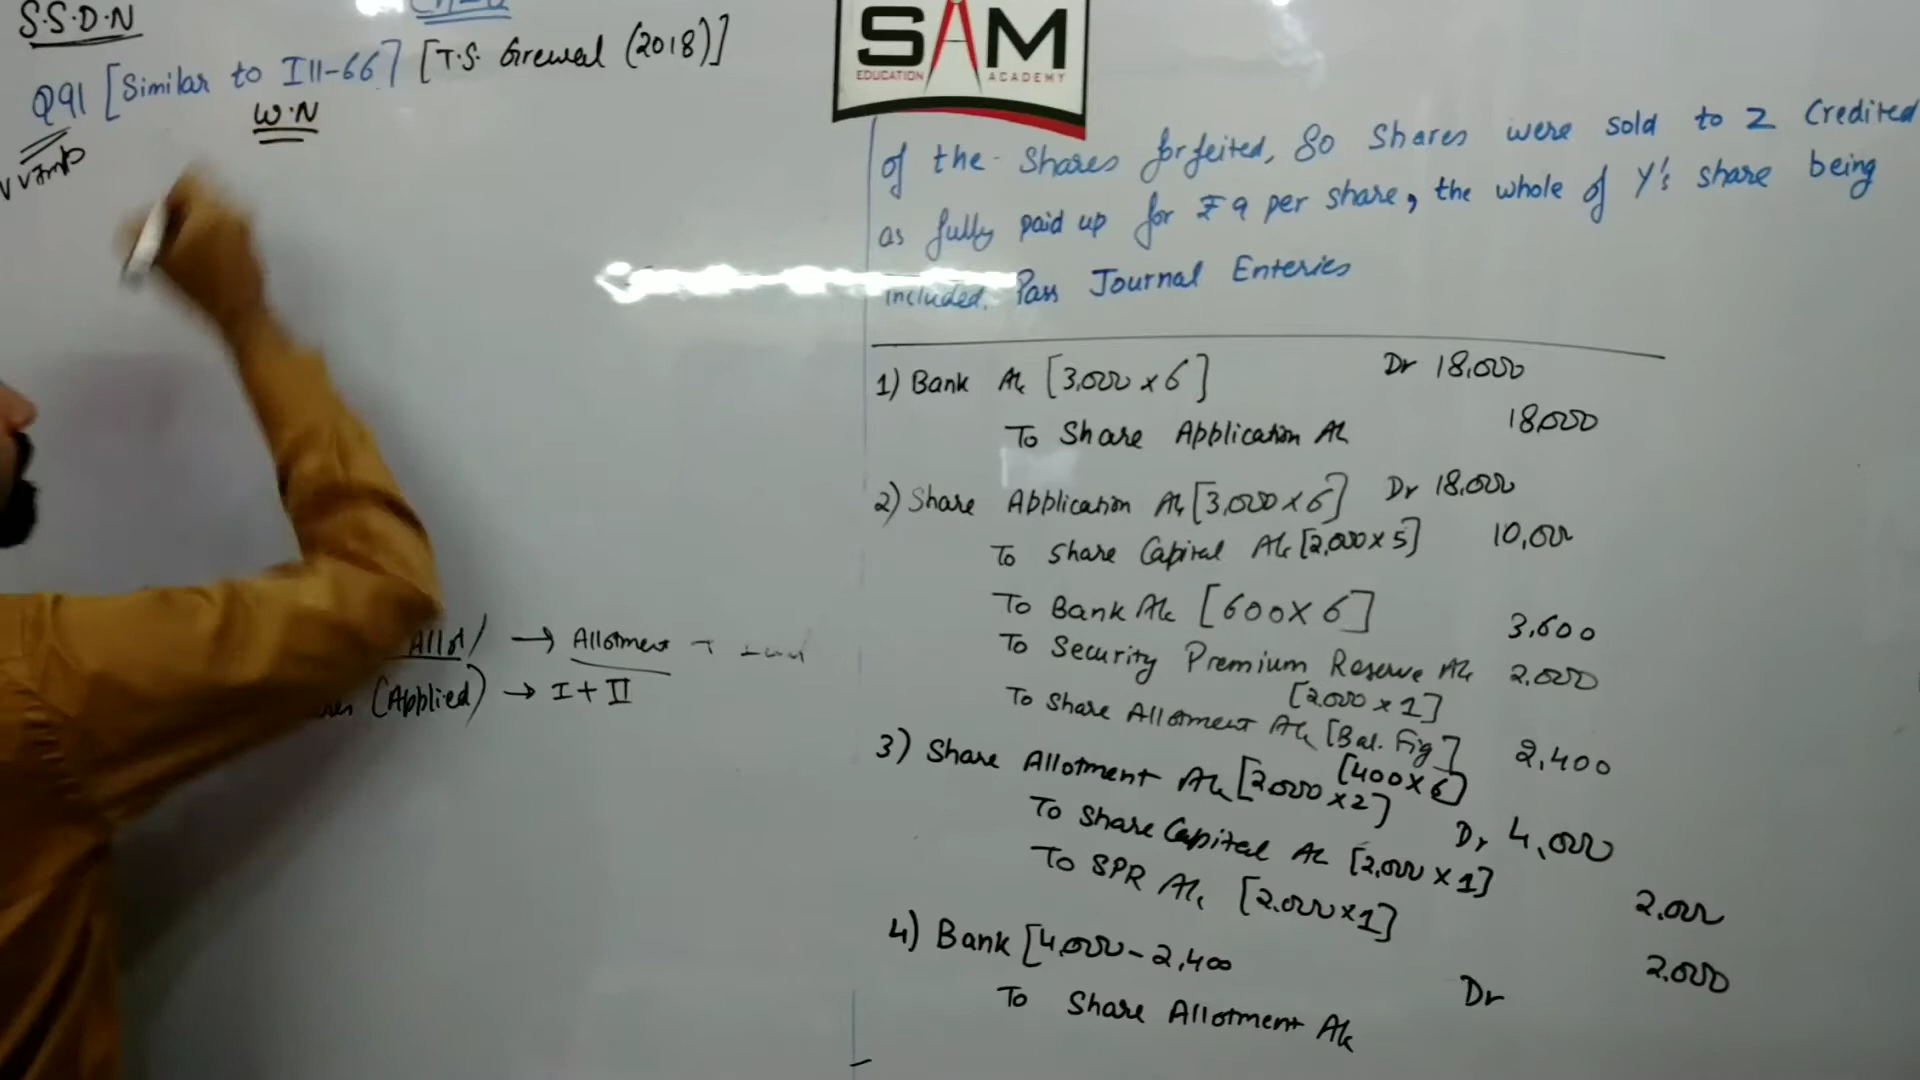 S.S.D.N
Q91 [Similar to Ill-66] [T.S. Grewal (2018)]
W.N
V V Imp
SAM
EDUCATION ACADEMY
of the Shares forfeited, 80 Shares were sold to Z Credited
as fully paid up for ₹9 per share, the whole of Y's share being
included. Pass Journal Enteries
1) Bank A/c [3,000 x 6] Dr 18,000
To Share Application A/c 18,000
2) Share Application A/c [3,000 x 6] Dr 18,000
To Share Capital A/c [2,000 x 5] 10,000
To Bank A/c [600 x 6] 3,600
To Security Premium Reserve A/c 2,000
[2,000 x 1]
To Share Allotment A/c [Bal. Fig] 2,400
[400 x 6]
3) Share Allotment A/c [2,000 x 2] Dr 4,000
To Share Capital A/c [2,000 x 1] 2,000
To SPR A/c [2,000 x 1] 2,000
4) Bank [4,000 - 2,400 Dr
To Share Allotment A/c
Allot) → Allotment
(Applied) → I + II